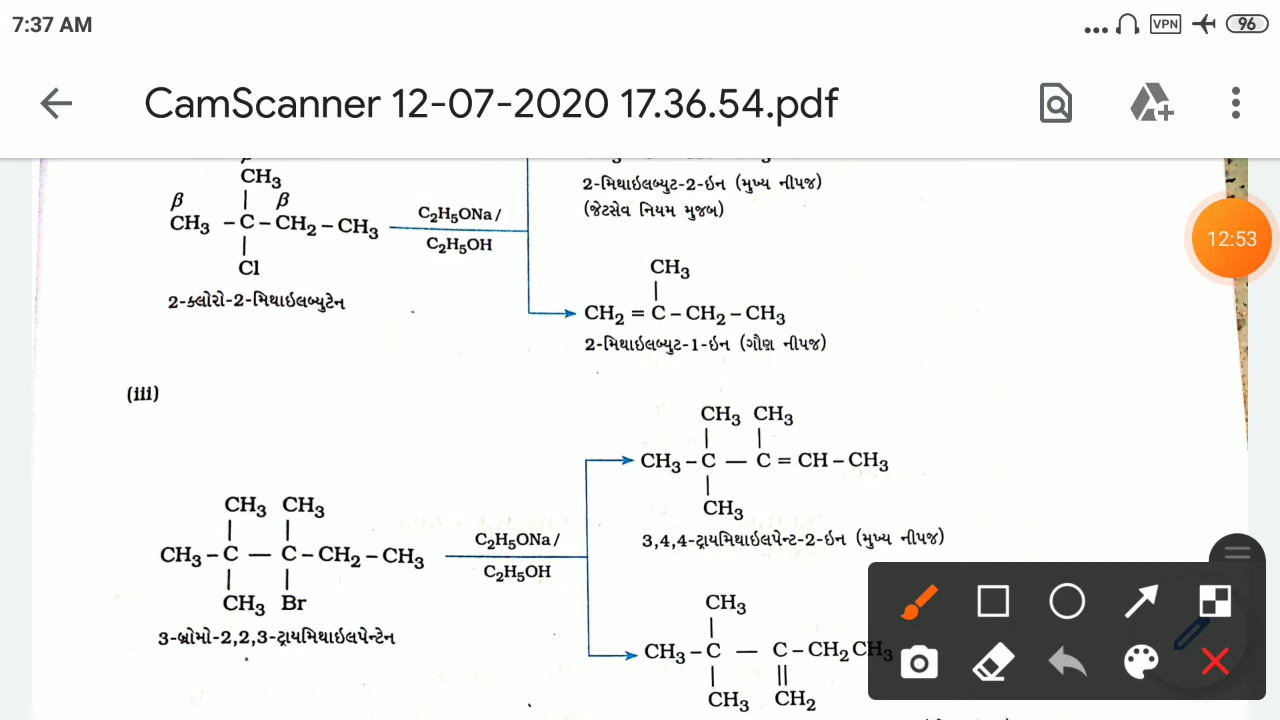 7:37 AM
VPN
96
CamScanner 12-07-2020 17.36.54.pdf
12:53
CH₃
β β
CH₃ – C – CH₂ – CH₃
Cl
2-ક્લોરો-2-મિથાઇલબ્યુટેન
C₂H₅ONa /
C₂H₅OH
2-મિથાઇલબ્યુટ-2-ઇન (મુખ્ય નીપજ)
(જેટસેવ નિયમ મુજબ)
CH₃
CH₂ = C – CH₂ – CH₃
2-મિથાઇલબ્યુટ-1-ઇન (ગૌણ નીપજ)
(iii)
CH₃ CH₃
CH₃ – C — C – CH₂ – CH₃
CH₃ Br
3-બ્રોમો-2,2,3-ટ્રાયમિથાઇલપેન્ટેન
C₂H₅ONa /
C₂H₅OH
CH₃ CH₃
CH₃ – C — C = CH – CH₃
CH₃
3,4,4-ટ્રાયમિથાઇલપેન્ટ-2-ઇન (મુખ્ય નીપજ)
CH₃
CH₃ – C — C – CH₂CH₃
CH₃ CH₂